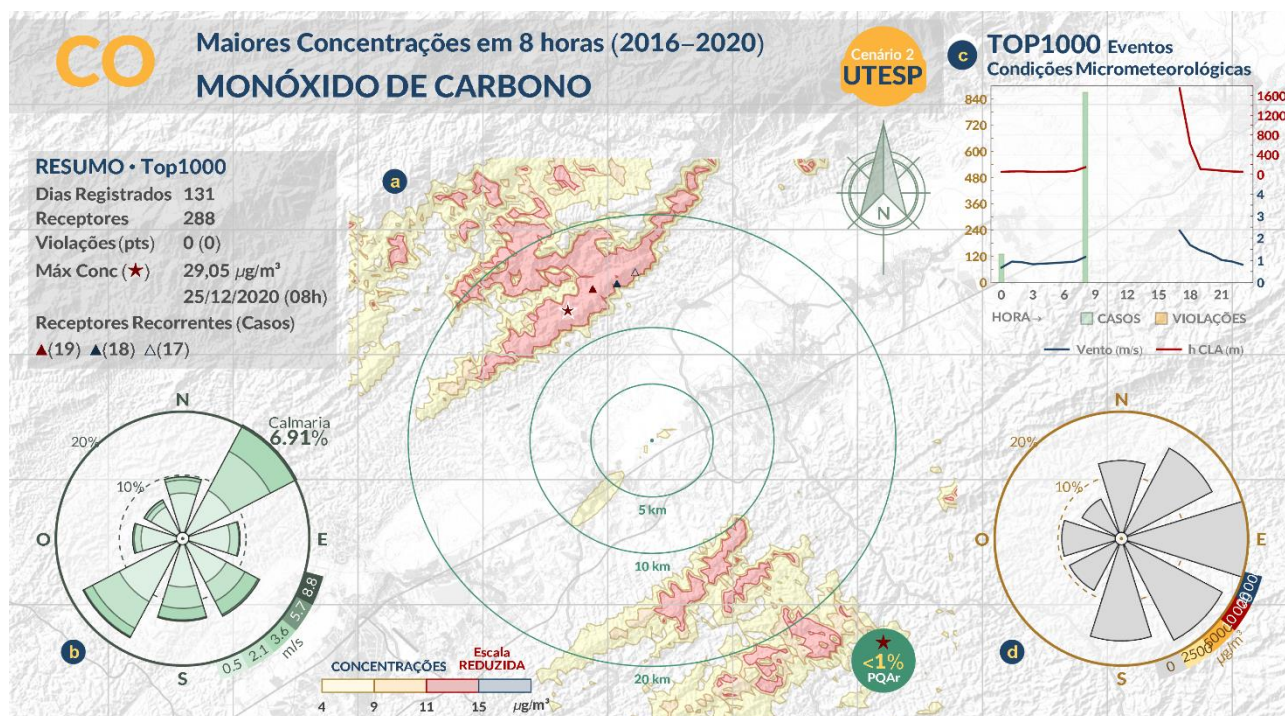 CO
Maiores Concentrações em 8 horas (2016–2020)
MONÓXIDO DE CARBONO
Cenário 2
UTESP
c
TOP1000 Eventos
Condições Micrometeorológicas
RESUMO • Top1000
Dias Registrados 131
Receptores 288
Violações (pts) 0 (0)
Máx Conc (★) 29,05 µg/m³
25/12/2020 (08h)
Receptores Recorrentes (Casos)
▲(19) ▲(18) △(17)
a
N
5 km
10 km
20 km
840
720
600
480
360
240
120
0
1600
1200
800
400
0
4
3
2
1
0
0 3 6 9 12 15 18 21
HORA→
CASOS
VIOLAÇÕES
Vento (m/s)
h CLA (m)
N
Calmaria
6.91%
20%
10%
O
E
S
0.5 2.1 3.6 5.7 8.8
m/s
b
CONCENTRAÇÕES
Escala
REDUZIDA
4 9 11 15 µg/m³
★
<1%
PQAr
N
20%
10%
O
E
S
0 2500 5000
µg/m³
d